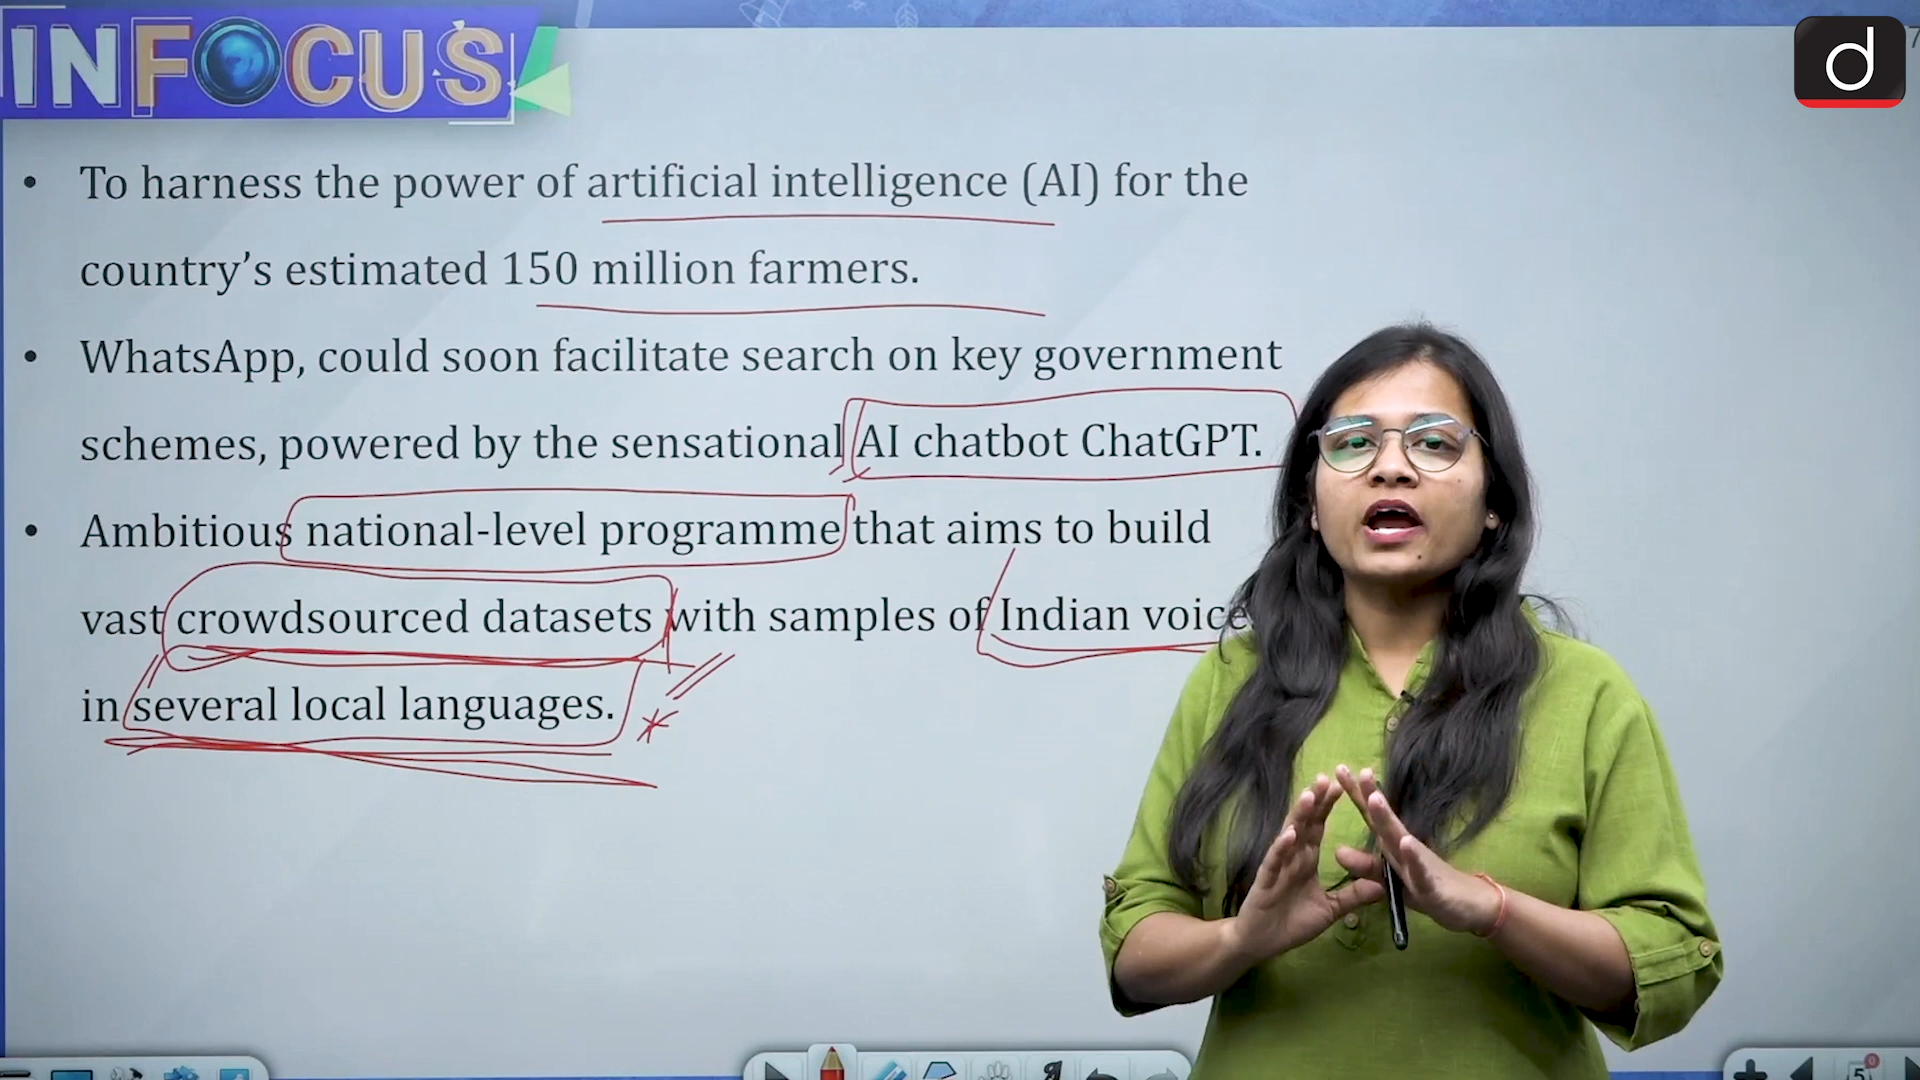 INFOCUS
d
• To harness the power of artificial intelligence (AI) for the
country’s estimated 150 million farmers.
• WhatsApp, could soon facilitate search on key government
schemes, powered by the sensational AI chatbot ChatGPT.
• Ambitious national-level programme that aims to build
vast crowdsourced datasets with samples of Indian voice
in several local languages.